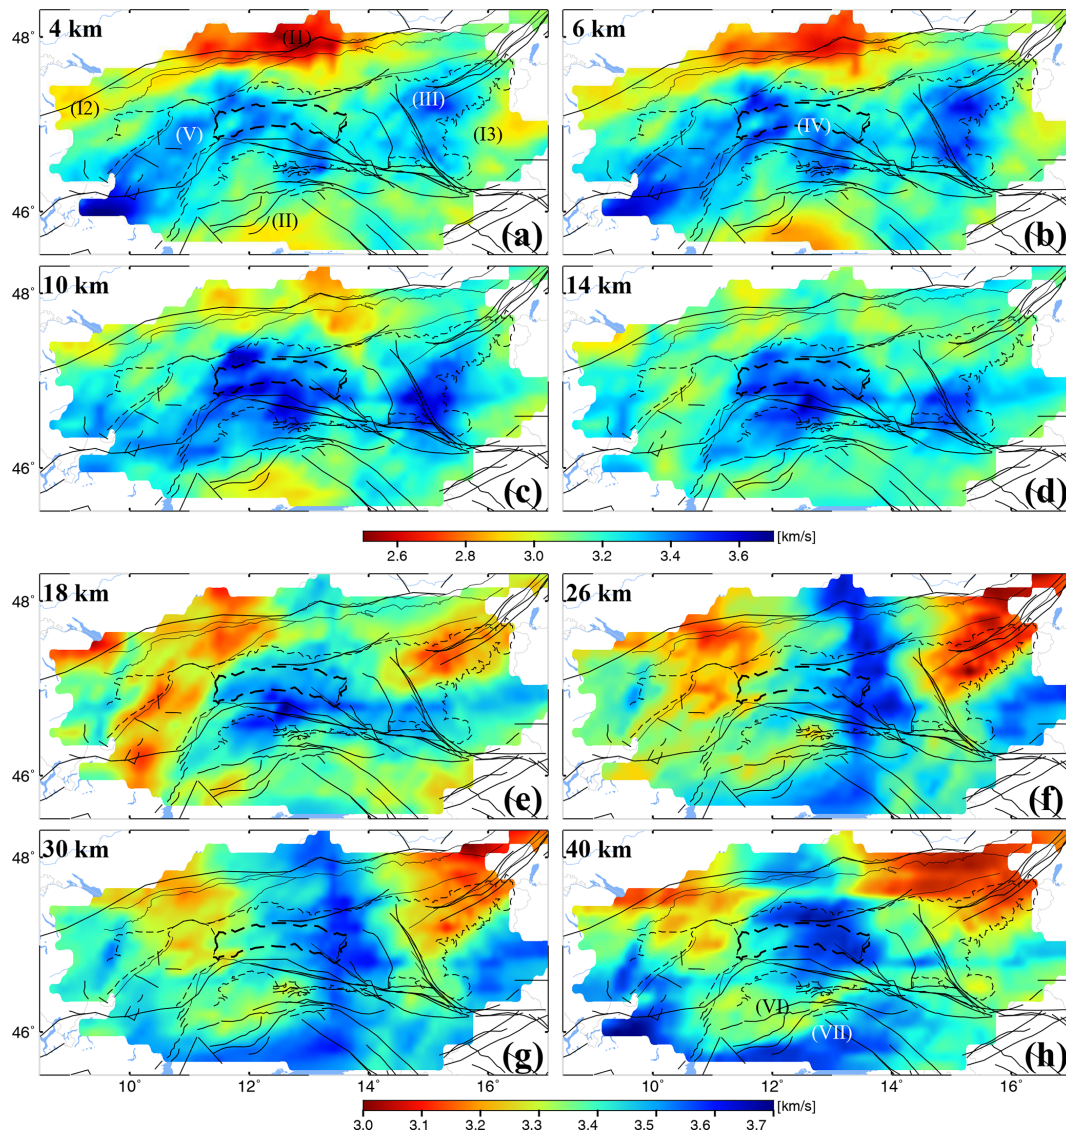 48°
4 km
(I1)
(I2)
(III)
(V)
(I3)
46°
(II)
(a)
6 km
(IV)
(b)
48°
10 km
46°
(c)
14 km
(d)
2.6 2.8 3.0 3.2 3.4 3.6 [km/s]
48°
18 km
46°
(e)
26 km
(f)
48°
30 km
46°
(g)
40 km
(VI)
(VII)
(h)
10° 12° 14° 16° 10° 12° 14° 16°
3.0 3.1 3.2 3.3 3.4 3.5 3.6 3.7 [km/s]